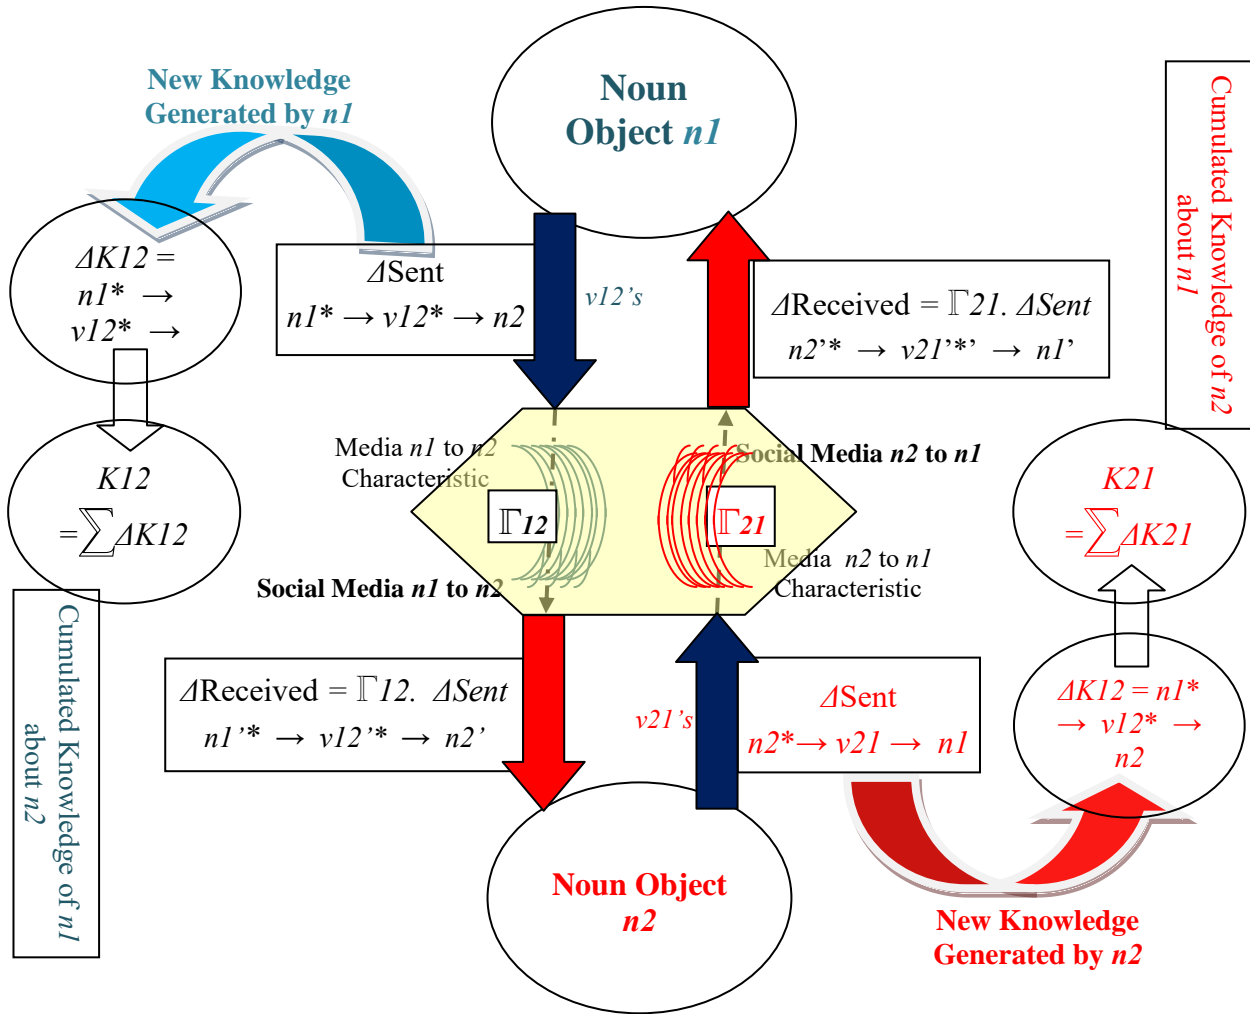 New Knowledge
Generated by n1
Noun
Object n1
Cumulated Knowledge of n2
about n1
ΔK12 =
n1* →
v12* →
ΔSent
n1* → v12* → n2
v12’s
ΔReceived = ℾ21. ΔSent
n2’* → v21’*’ → n1’
Media n1 to n2
Characteristic
Social Media n2 to n1
K12
= ∑ ΔK12
ℾ12
ℾ21
K21
= ∑ ΔK21
Media n2 to n1
Characteristic
Social Media n1 to n2
Cumulated Knowledge of n1
about n2
ΔReceived = ℾ12. ΔSent
n1’* → v12’* → n2’
v21’s
ΔSent
n2* → v21 → n1
ΔK12 = n1*
→ v12* →
n2
Noun Object
n2
New Knowledge
Generated by n2